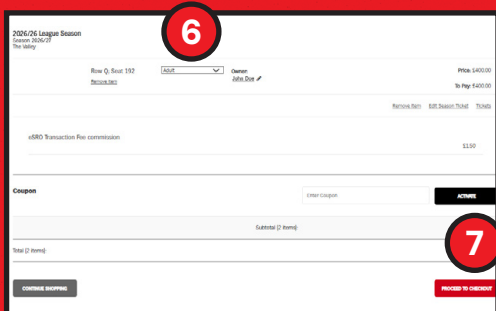 2026/26 League Season
Season 2026/27
The Valley
6
Row Q, Seat 192
Adult
Owner
Price: £400.00
Remove Item
John Doe
To Pay: £400.00
Remove Item Edit Season Ticket Tickets
eSRO Transaction Fee commission
£1.50
Coupon
Enter Coupon
ACTIVATE
Subtotal (2 items)
7
Total (2 items)
CONTINUE SHOPPING
PROCEED TO CHECKOUT